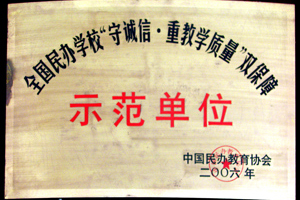 全国民办学校“守诚信·重教学质量”双保障
示范单位
中国民办教育协会
二〇〇六年